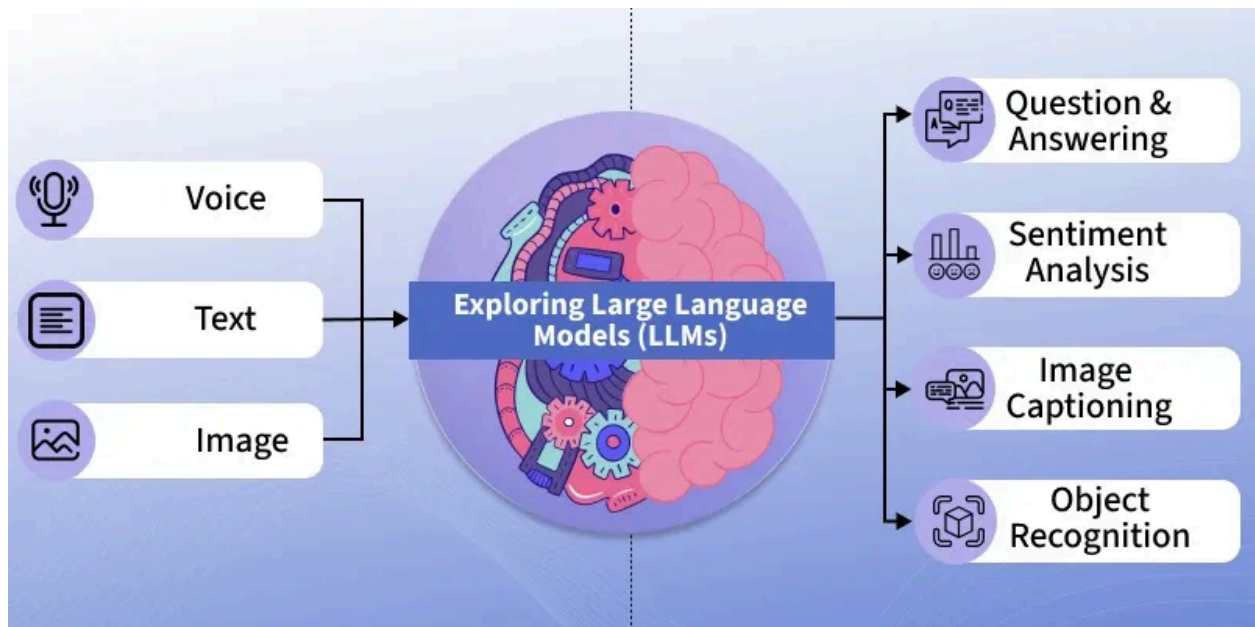 Voice
Text
Image
Exploring Large Language
Models (LLMs)
Question &
Answering
Sentiment
Analysis
Image
Captioning
Object
Recognition
Q
A